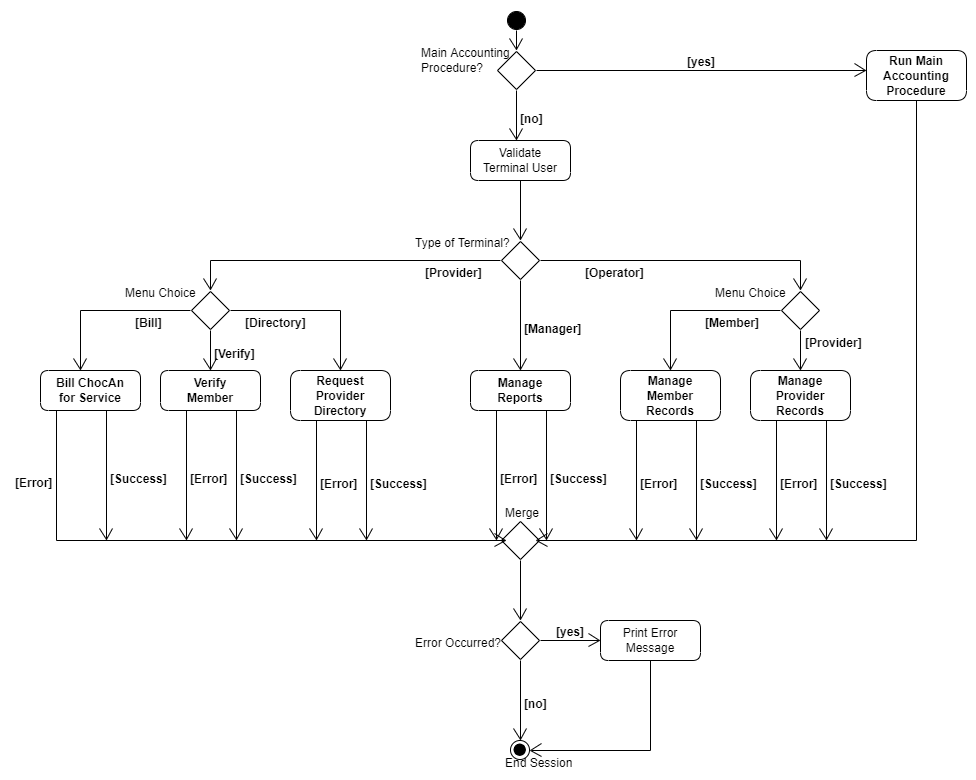 Main Accounting
Procedure?
[yes]
Run Main
Accounting
Procedure
[no]
Validate
Terminal User
Type of Terminal?
[Provider]
[Operator]
Menu Choice
[Bill]
[Directory]
[Verify]
[Manager]
Menu Choice
[Member]
[Provider]
Bill ChocAn
for Service
Verify
Member
Request
Provider
Directory
Manage
Reports
Manage
Member
Records
Manage
Provider
Records
[Error]
[Success]
[Error]
[Success]
[Error]
[Success]
[Error]
[Success]
[Error]
[Success]
[Error]
[Success]
Merge
Error Occurred?
[yes]
Print Error
Message
[no]
End Session